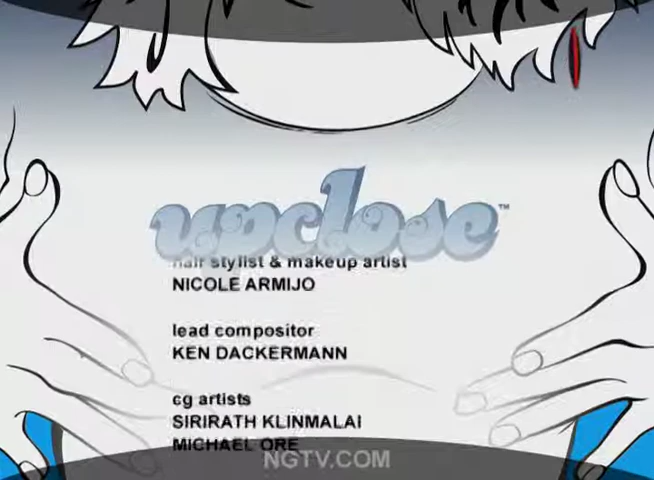 upclose™
hair stylist & makeup artist
NICOLE ARMIJO
lead compositor
KEN DACKERMANN
cg artists
SIRIRATH KLINMALAI
MICHAEL ORE
NGTV.COM